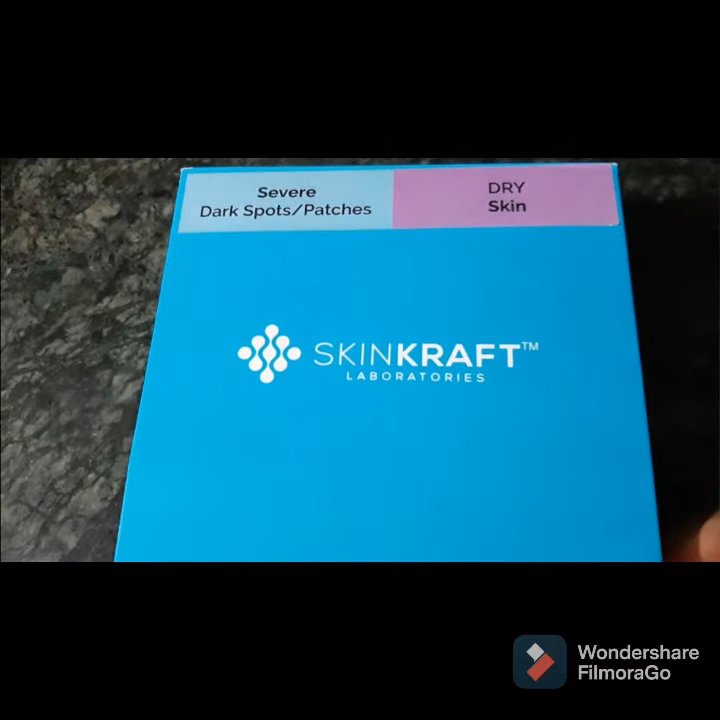 Severe
Dark Spots/Patches
DRY
Skin
SKINKRAFT™
LABORATORIES
Wondershare
FilmoraGo